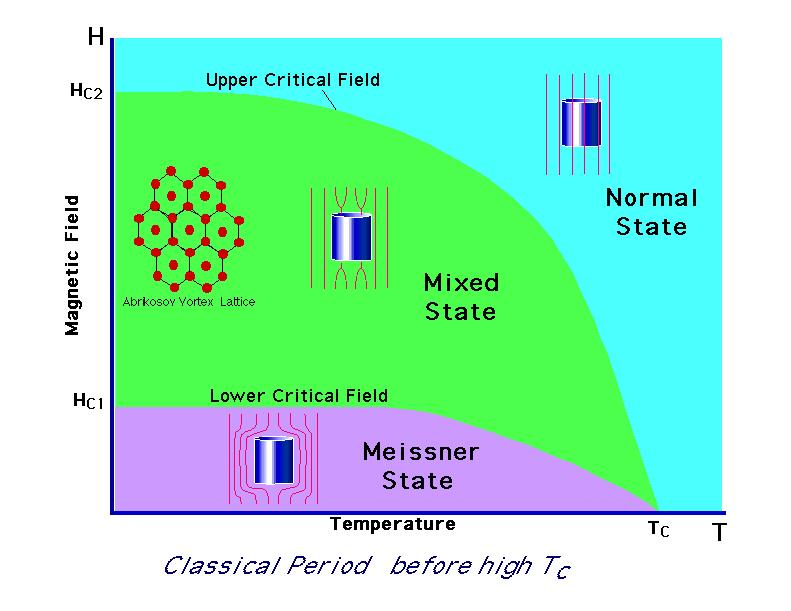 H
Upper Critical Field
HC2
Normal
State
Magnetic Field
Mixed
State
Abrikosov Vortex Lattice
Lower Critical Field
HC1
Meissner
State
Temperature
TC
T
Classical Period before high TC